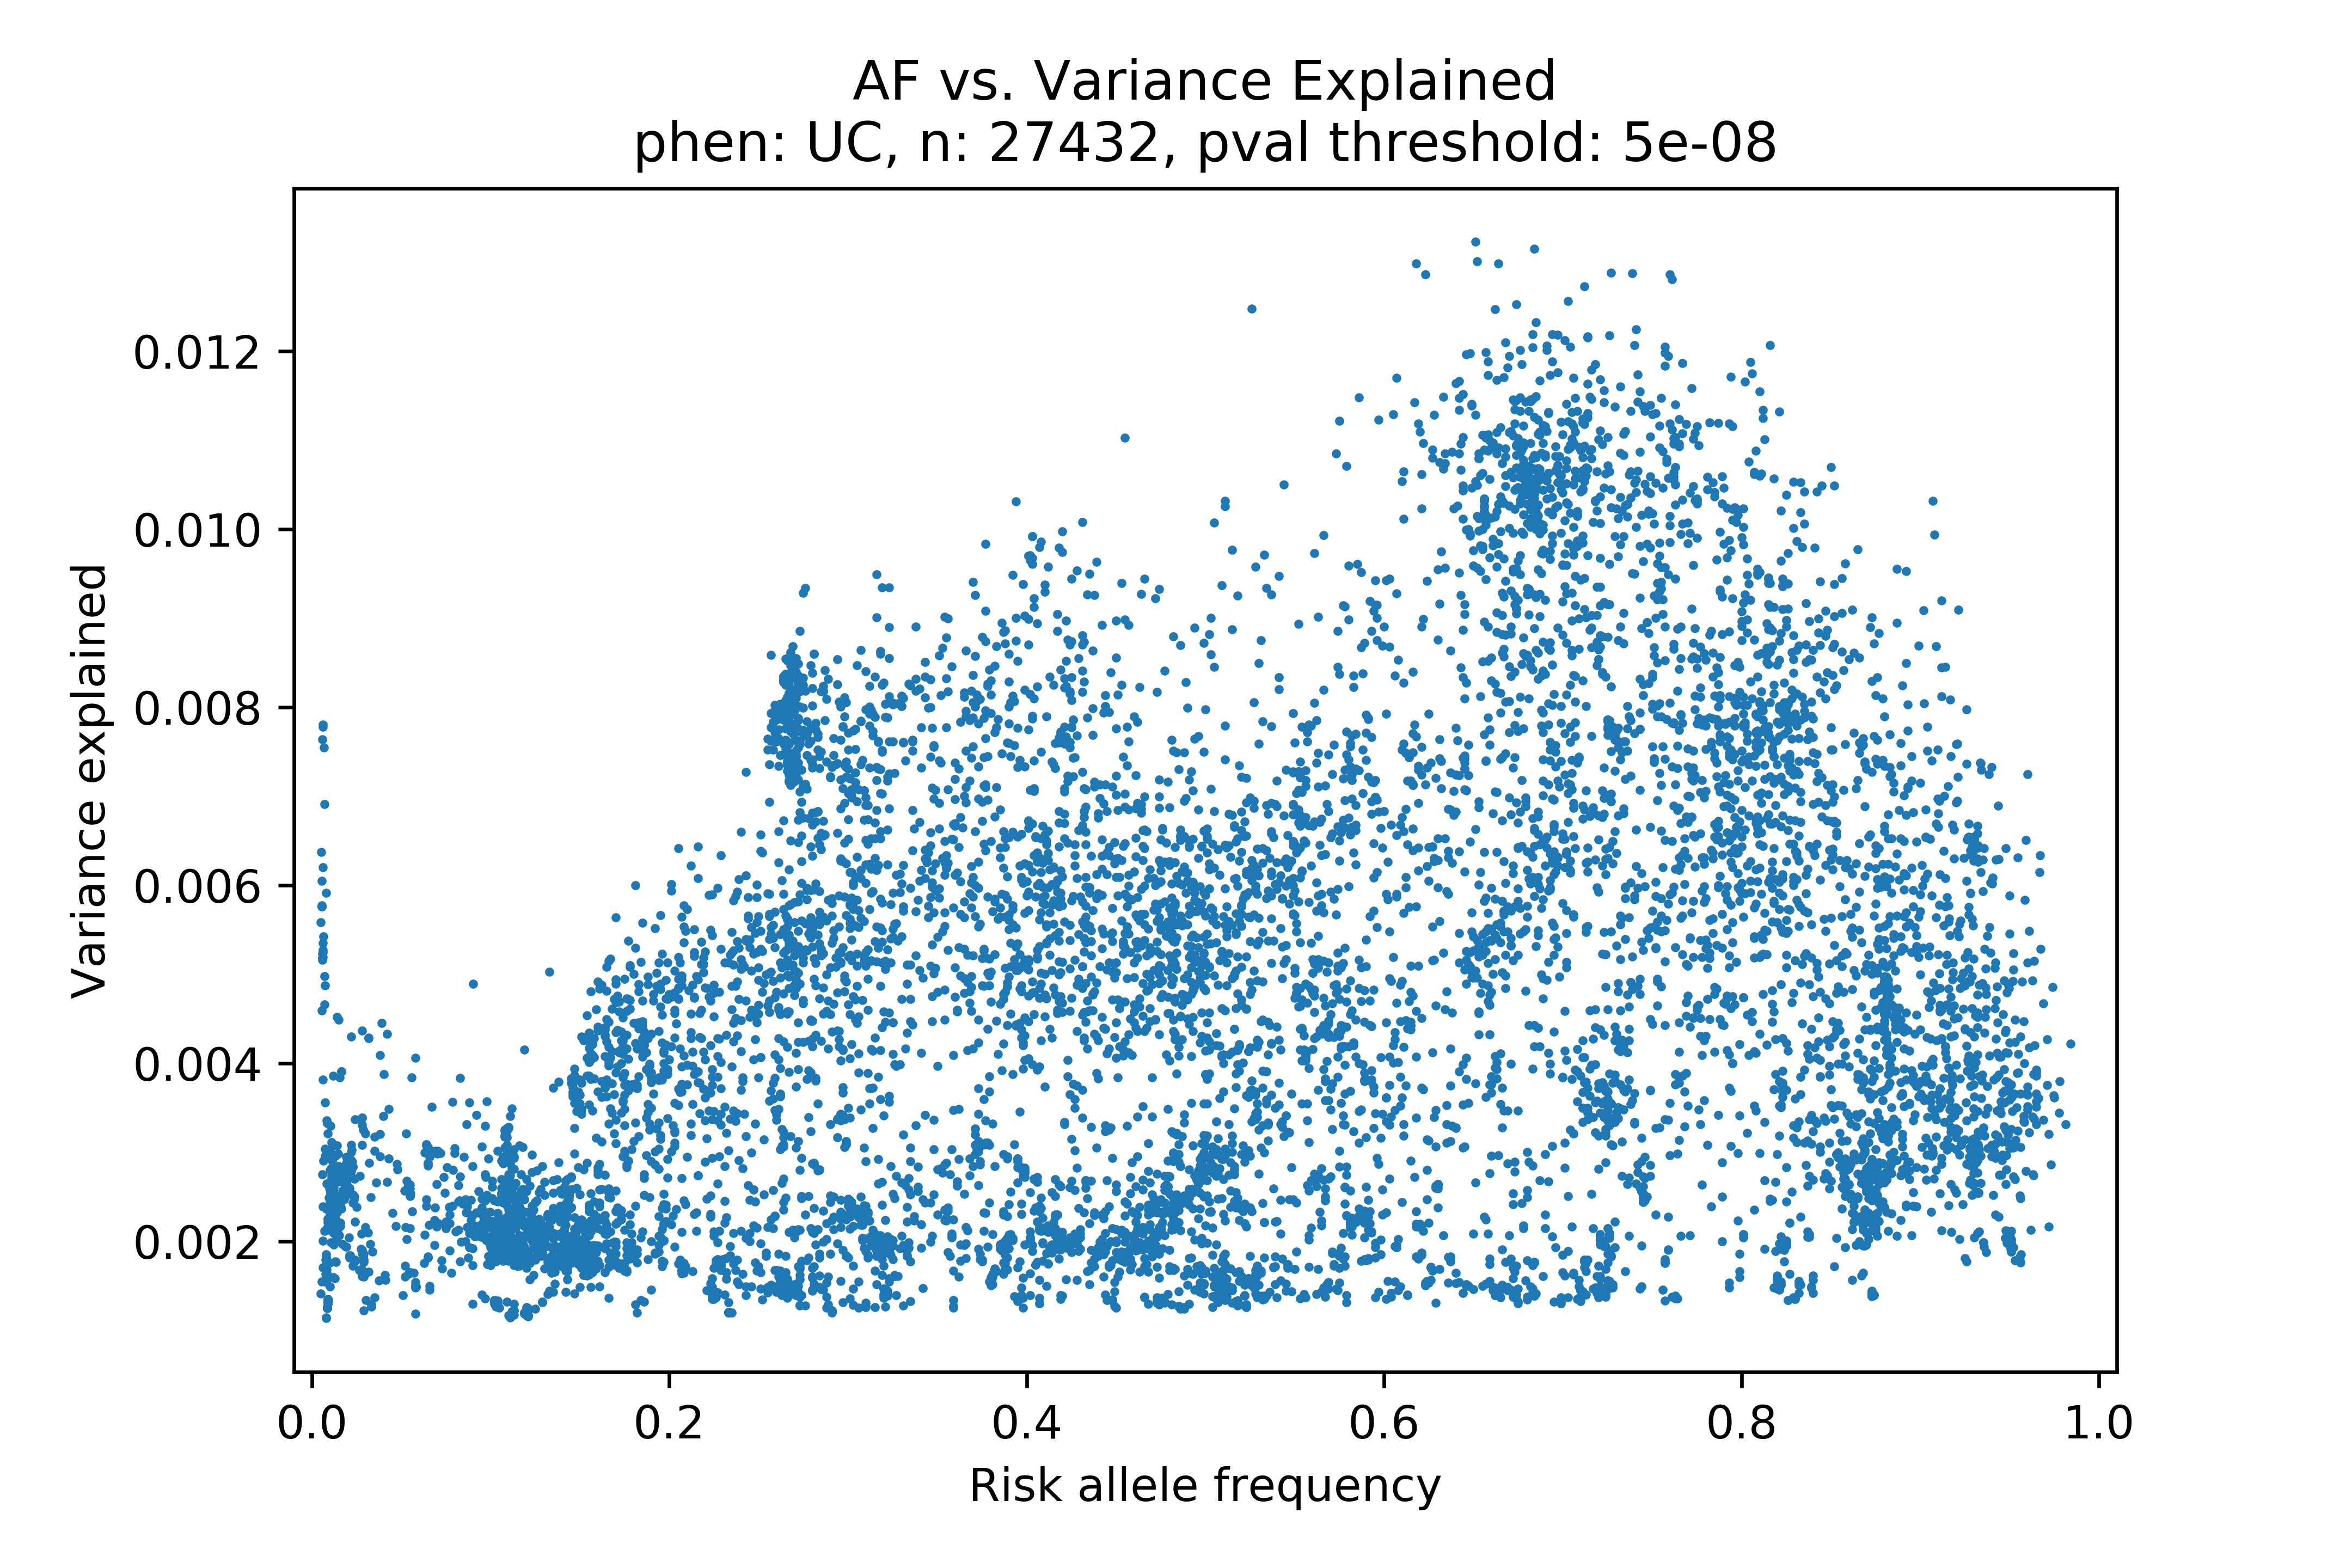 AF vs. Variance Explained
phen: UC, n: 27432, pval threshold: 5e-08
Variance explained
0.012
0.010
0.008
0.006
0.004
0.002
0.0 0.2 0.4 0.6 0.8 1.0
Risk allele frequency